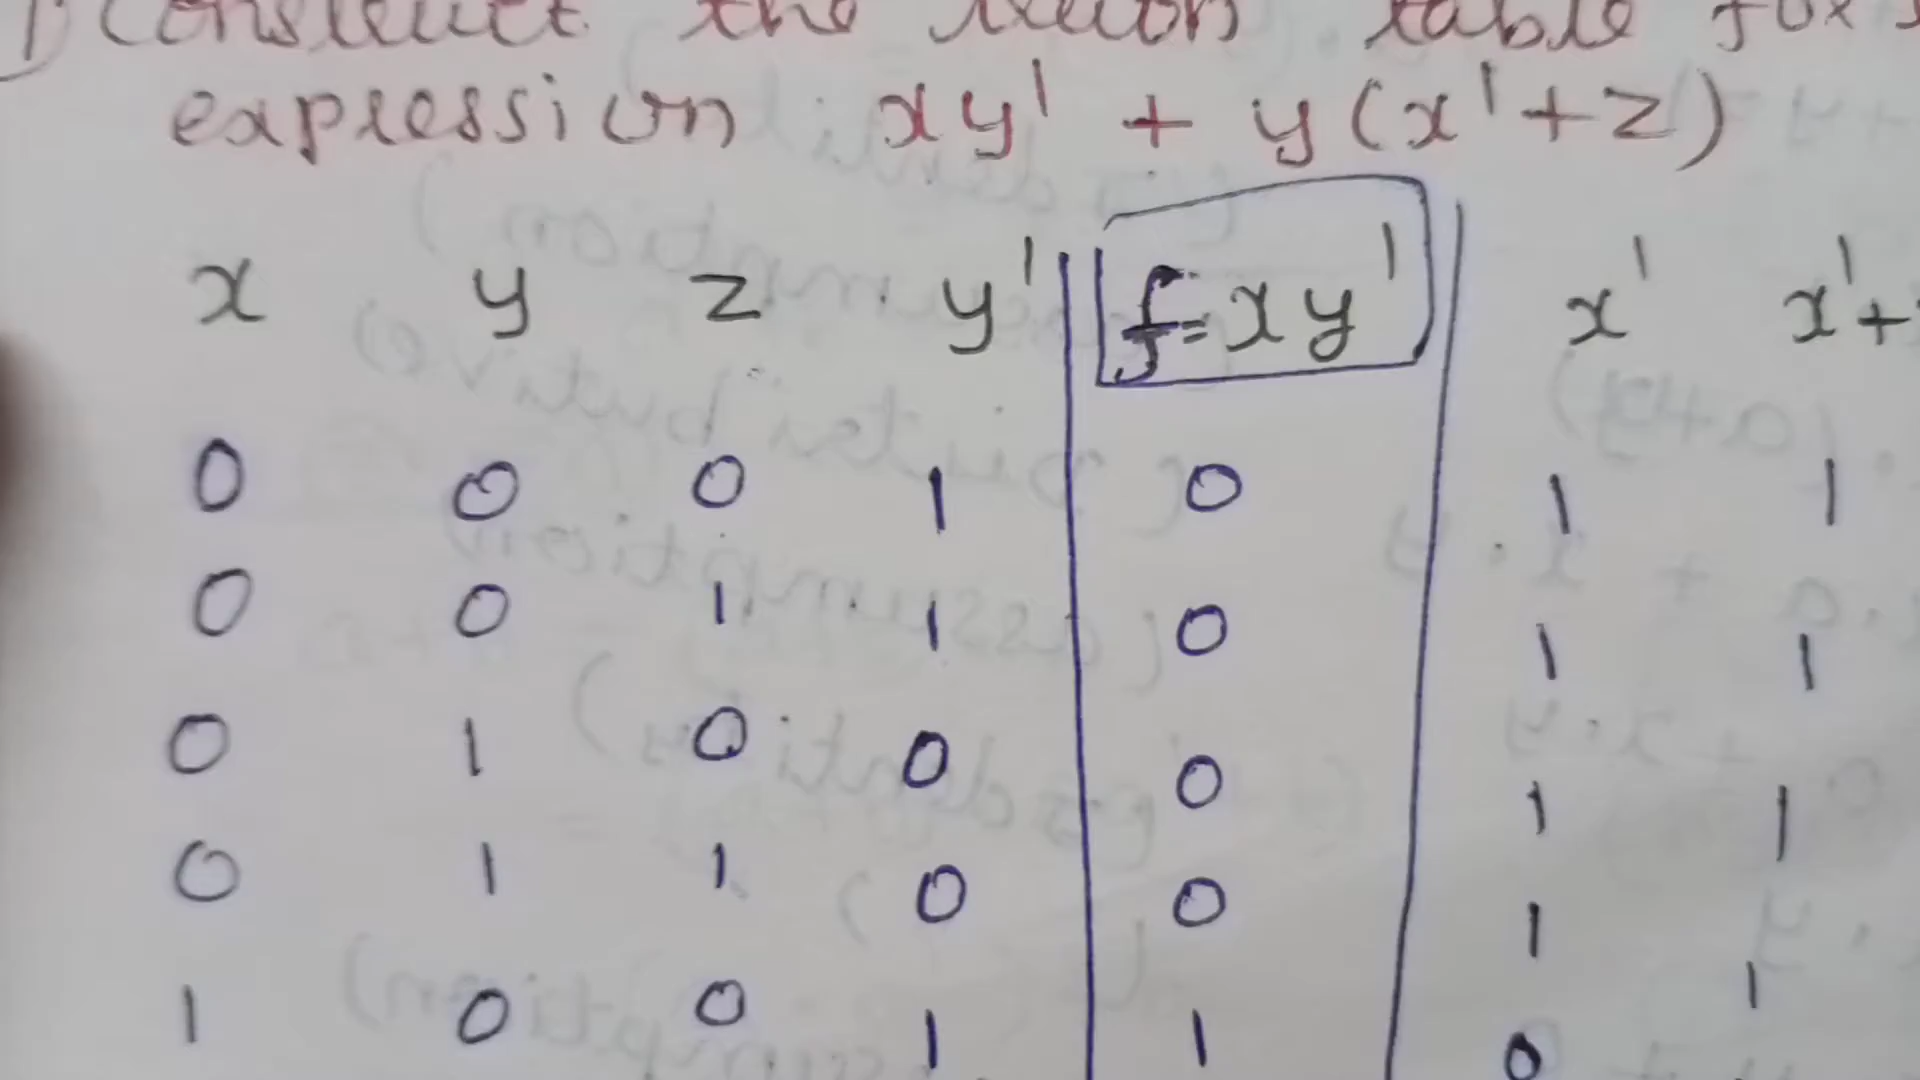 1) Construct the truth table for
expression xy' + y(x'+z)
x y z y' f=xy' x' x'+
0 0 0 1 0 1 1
0 0 1 1 0 1 1
0 1 0 0 0 1 1
0 1 1 0 0 1 1
1 0 0 1 1 0